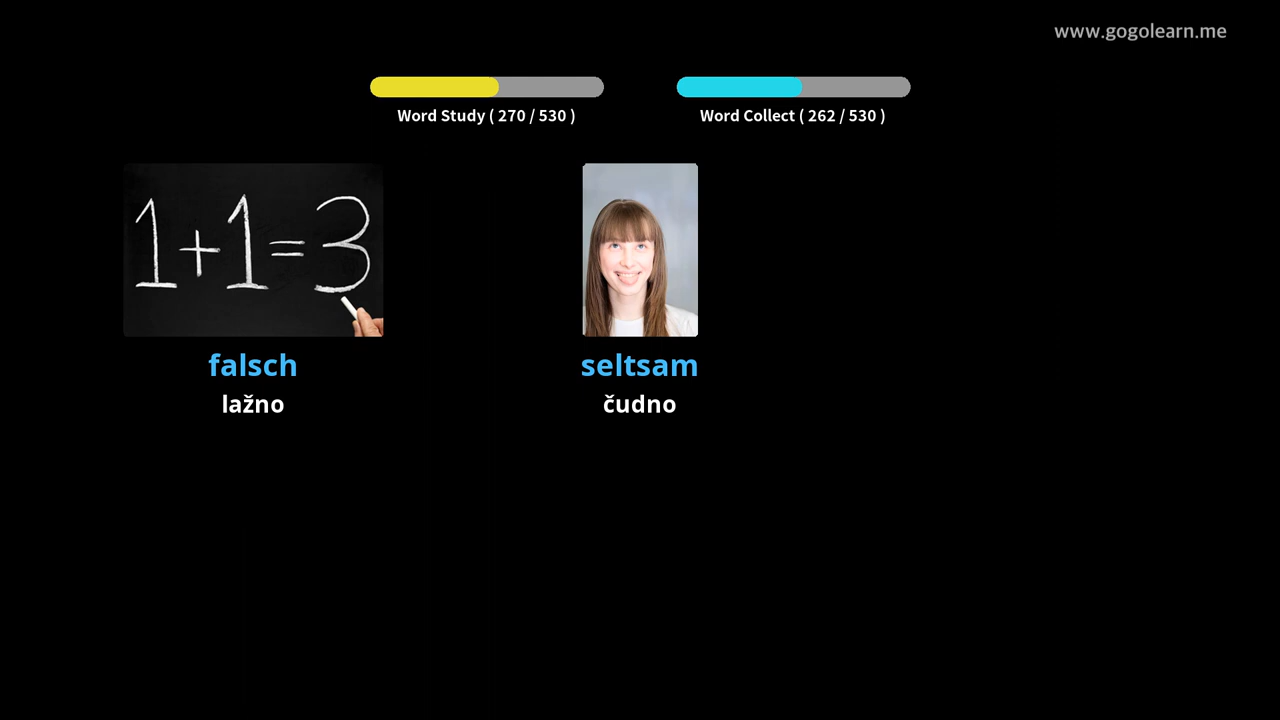 www.gogolearn.me
Word Study ( 270 / 530 )
Word Collect ( 262 / 530 )
1+1=3
falsch
lažno
seltsam
čudno